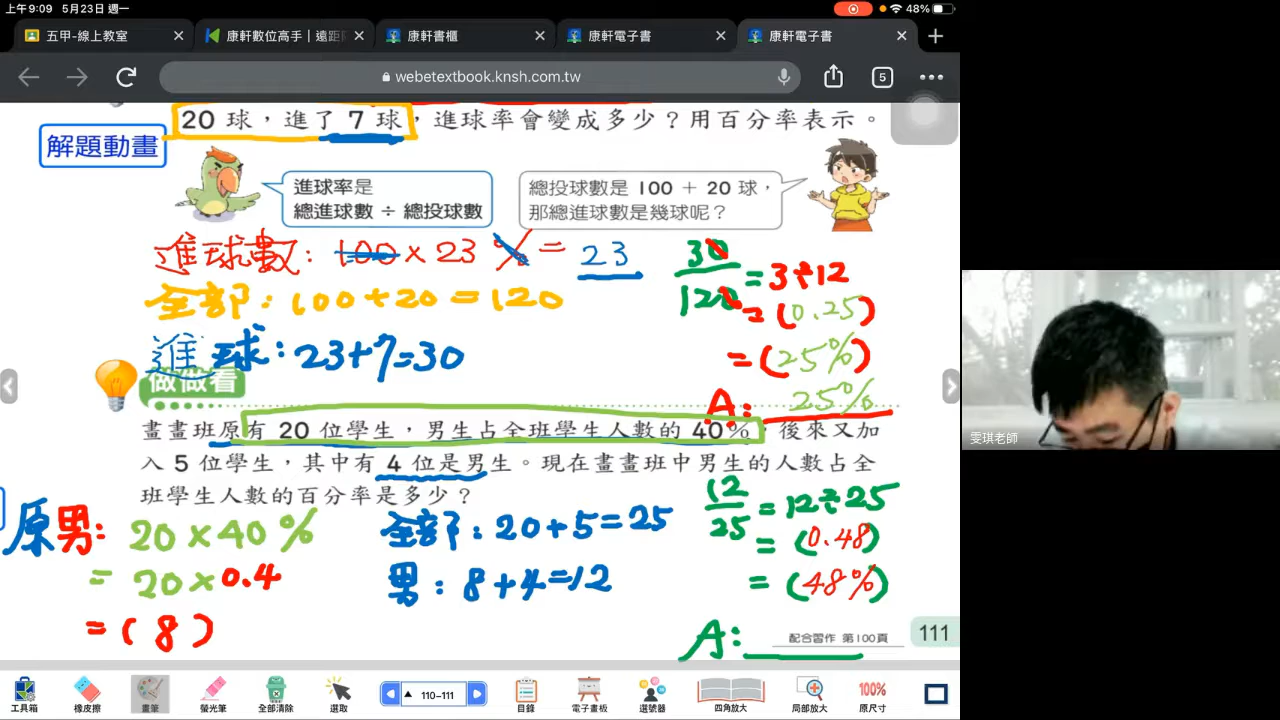 上午9:09 5月23日 週一
48%
五甲-線上教室
康軒數位高手｜遠距
康軒書櫃
康軒電子書
康軒電子書
webetextbook.knsh.com.tw
5
20 球，進了 7 球，進球率會變成多少？用百分率表示。
解題動畫
進球率是
總進球數 ÷ 總投球數
總投球數是 100 + 20 球，
那總進球數是幾球呢？
進球數：100 × 23 % = 23
全部：100+20 = 120
進球：23+7=30
30/120 = 3÷12
= (0.25)
= (25%)
A: 25%
做做看
畫畫班原有 20 位學生，男生占全班學生人數的 40%，後來又加
入 5 位學生，其中有 4 位是男生。現在畫畫班中男生的人數占全
班學生人數的百分率是多少？
原男：20 × 40 %
= 20 × 0.4
= ( 8 )
全部：20+5=25
男：8+4=12
12/25 = 12÷25
= (0.48)
= (48%)
A:
配合習作 第100頁
111
雯琪老師
工具箱
橡皮擦
畫筆
螢光筆
全部清除
選取
110-111
目錄
電子畫板
選號器
四角放大
局部放大
100%
原尺寸